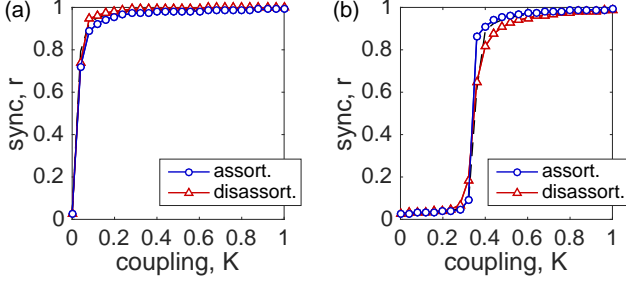 (a)
sync, r
1
0.8
0.6
0.4
0.2
0
assort.
disassort.
0 0.2 0.4 0.6 0.8 1
coupling, K
(b)
sync, r
1
0.8
0.6
0.4
0.2
0
assort.
disassort.
0 0.2 0.4 0.6 0.8 1
coupling, K